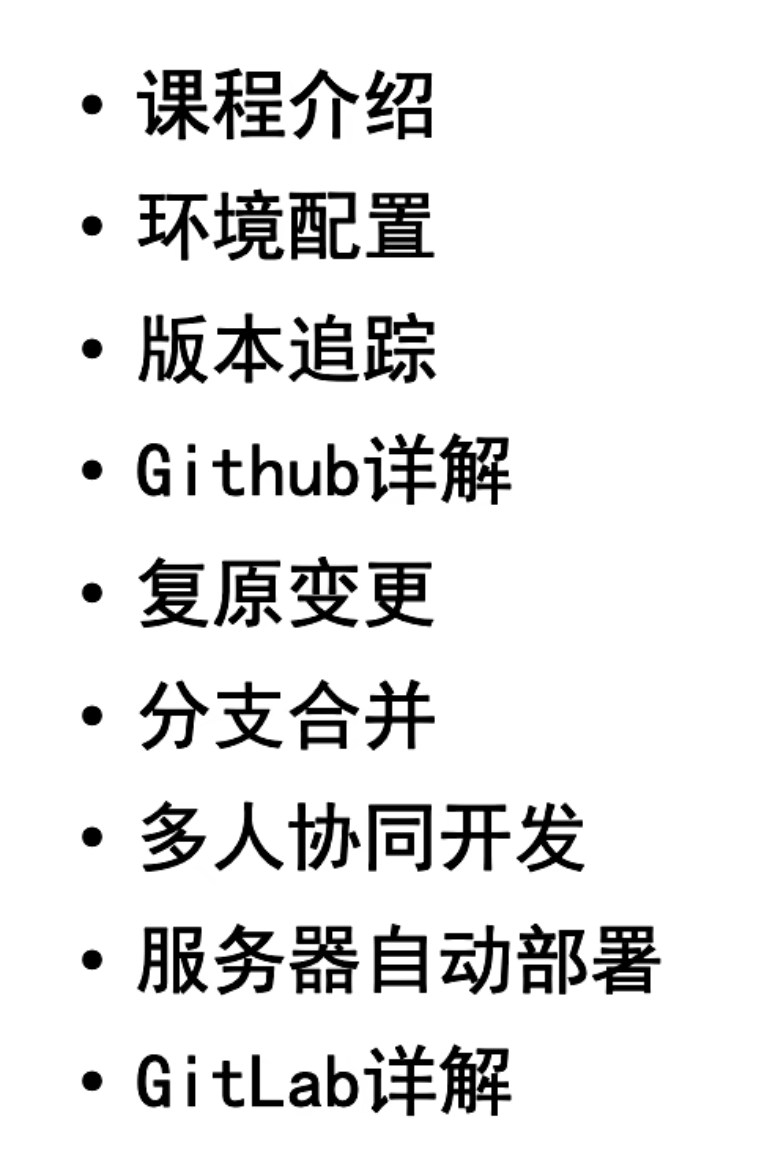 • 课程介绍
• 环境配置
• 版本追踪
• Github详解
• 复原变更
• 分支合并
• 多人协同开发
• 服务器自动部署
• GitLab详解